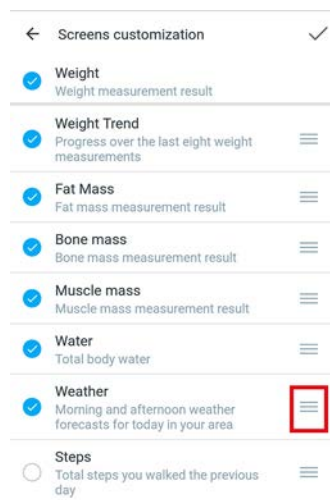 Screens customization
Weight
Weight measurement result
Weight Trend
Progress over the last eight weight
measurements
Fat Mass
Fat mass measurement result
Bone mass
Bone mass measurement result
Muscle mass
Muscle mass measurement result
Water
Total body water
Weather
Morning and afternoon weather
forecasts for today in your area
Steps
Total steps you walked the previous
day